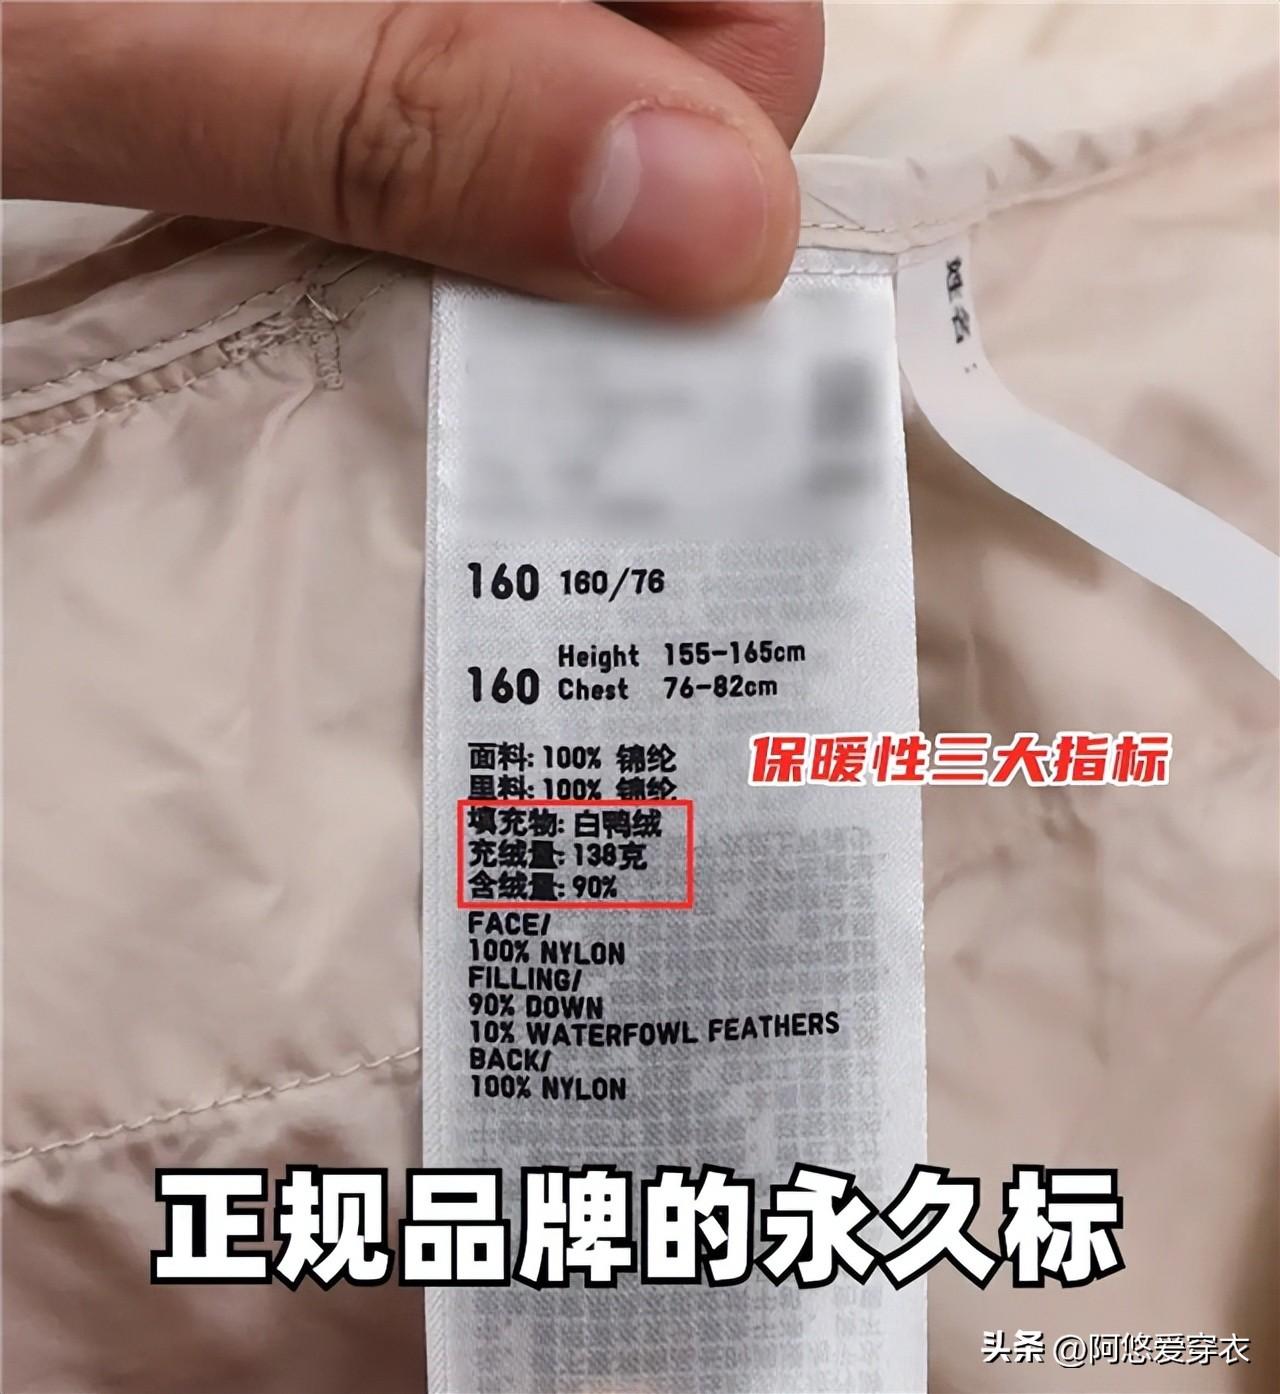 姓名:
160 160/76
160 Height 155-165cm
Chest 76-82cm
保暖性三大指标
面料: 100% 锦纶
里料: 100% 锦纶
填充物: 白鸭绒
充绒量: 138克
含绒量: 90%
FACE/
100% NYLON
FILLING/
90% DOWN
10% WATERFOWL FEATHERS
BACK/
100% NYLON
正规品牌的永久标
头条 @阿悠爱穿衣